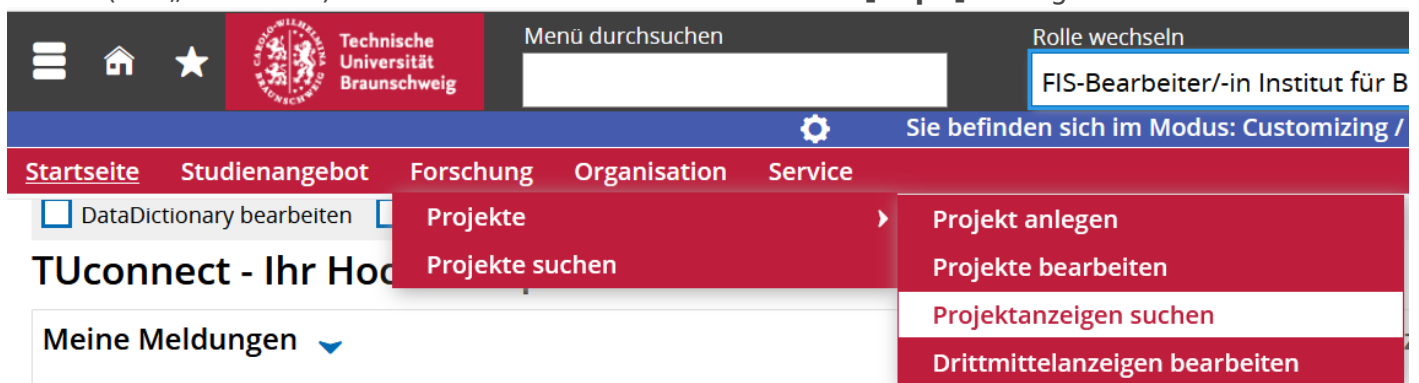 Menü durchsuchen
Rolle wechseln
Technische
Universität
Braunschweig
FIS-Bearbeiter/-in Institut für B
Sie befinden sich im Modus: Customizing /
Startseite Studienangebot Forschung Organisation Service
DataDictionary bearbeiten
Projekte
Projekt anlegen
Projekte suchen
Projekte bearbeiten
TUconnect - Ihr Hoc
Projektanzeigen suchen
Meine Meldungen
Drittmittelanzeigen bearbeiten